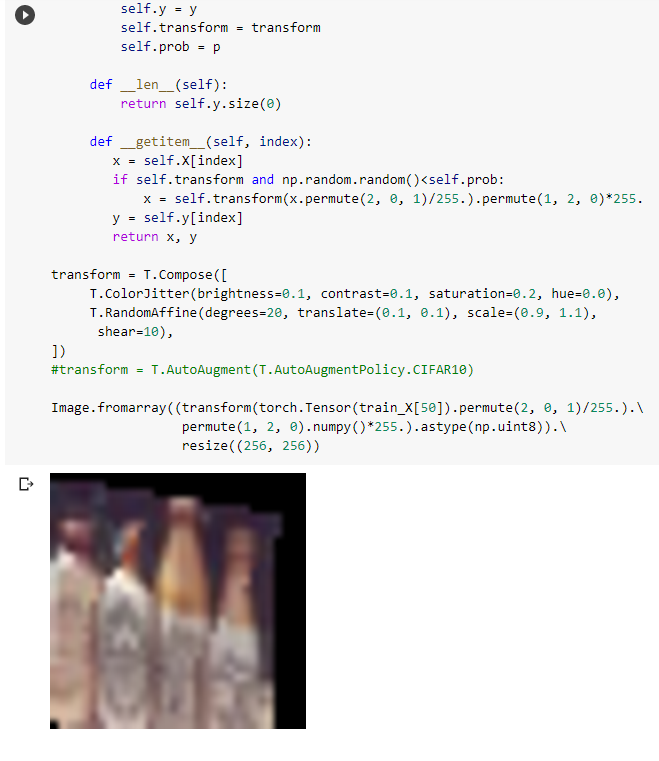 self.y = y
self.transform = transform
self.prob = p
def __len__(self):
return self.y.size(0)
def __getitem__(self, index):
x = self.X[index]
if self.transform and np.random.random()<self.prob:
x = self.transform(x.permute(2, 0, 1)/255.).permute(1, 2, 0)*255.
y = self.y[index]
return x, y
transform = T.Compose([
T.ColorJitter(brightness=0.1, contrast=0.1, saturation=0.2, hue=0.0),
T.RandomAffine(degrees=20, translate=(0.1, 0.1), scale=(0.9, 1.1),
shear=10),
])
#transform = T.AutoAugment(T.AutoAugmentPolicy.CIFAR10)
Image.fromarray((transform(torch.Tensor(train_X[50]).permute(2, 0, 1)/255.).\
permute(1, 2, 0).numpy()*255.).astype(np.uint8)).\
resize((256, 256))